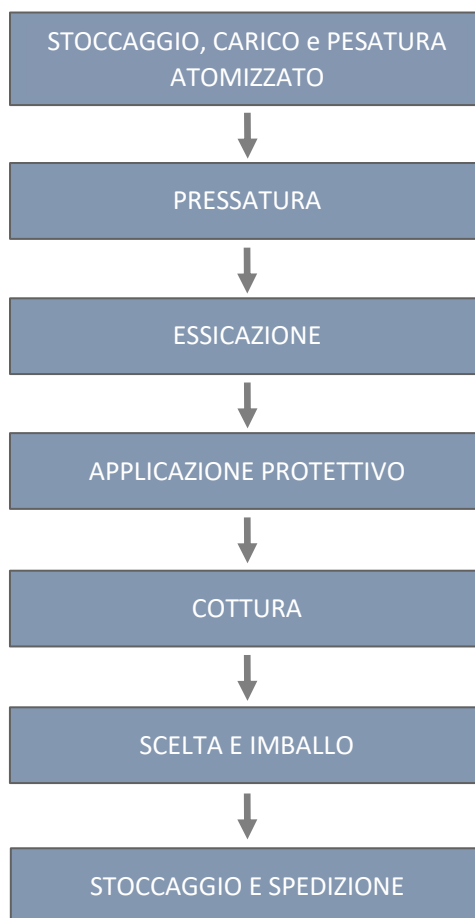 STOCCAGGIO, CARICO e PESATURA
ATOMIZZATO
PRESSATURA
ESSICAZIONE
APPLICAZIONE PROTETTIVO
COTTURA
SCELTA E IMBALLO
STOCCAGGIO E SPEDIZIONE